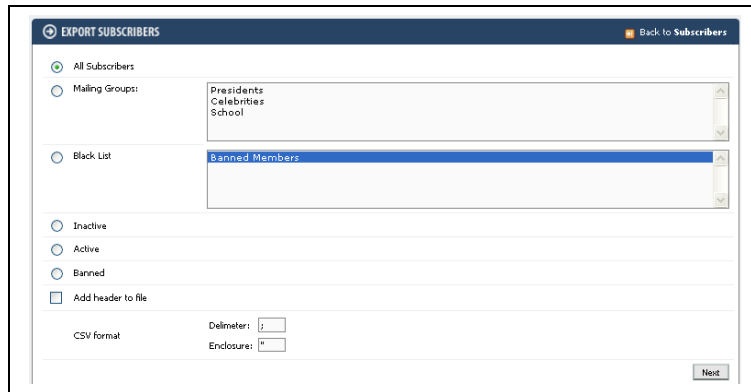 EXPORT SUBSCRIBERS
Back to Subscribers
All Subscribers
Mailing Groups:
Presidents
Celebrities
School
Black List
Banned Members
Inactive
Active
Banned
Add header to file
CSV format
Delimeter: ;
Enclosure: "
Next